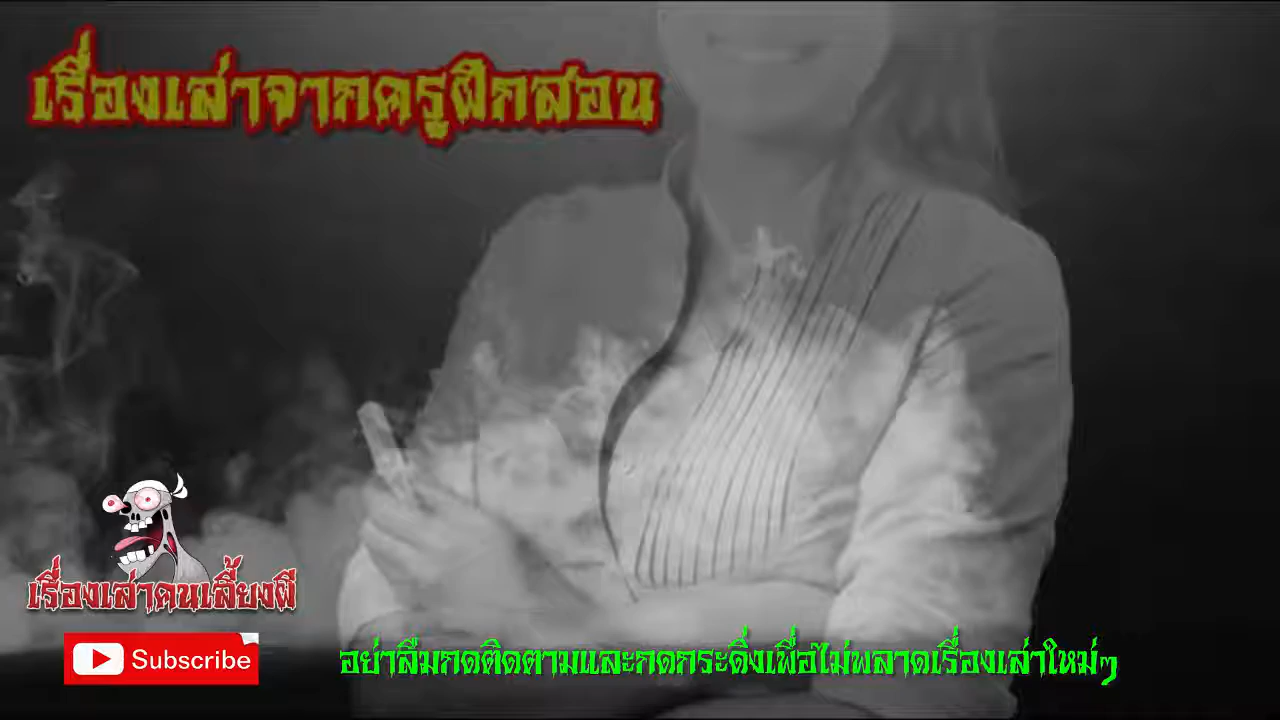 เรื่องเล่าจากครูฝึกสอน
เรื่องเล่าคนเลี้ยงผี
Subscribe
อย่าลืมกดติดตามและกดกระดิ่งเพื่อไม่พลาดเรื่องเล่าใหม่ๆ